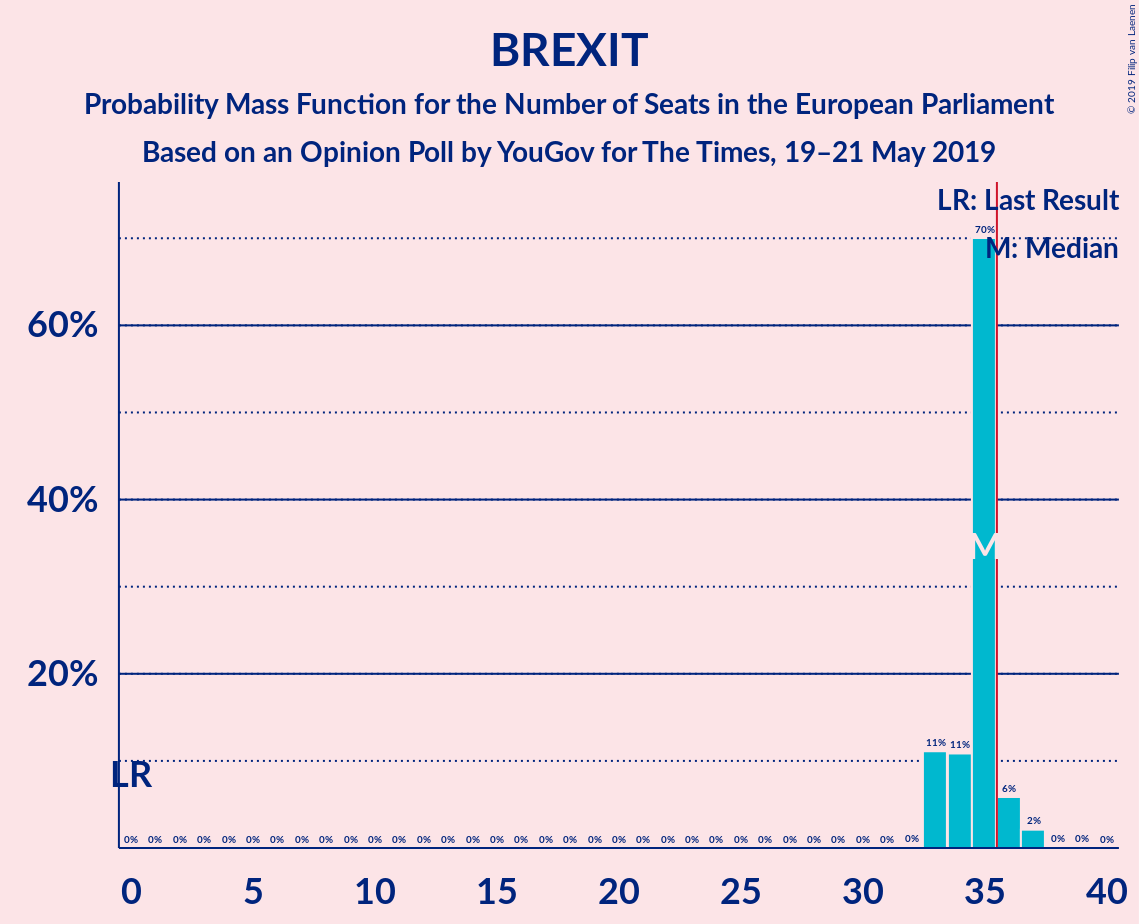 BREXIT
Probability Mass Function for the Number of Seats in the European Parliament
Based on an Opinion Poll by YouGov for The Times, 19–21 May 2019
© 2019 Filip van Laenen
LR: Last Result
M: Median
70%
60%
40%
M
20%
11% 11%
LR
6%
2%
0% 0% 0% 0% 0% 0% 0% 0% 0% 0% 0% 0% 0% 0% 0% 0% 0% 0% 0% 0% 0% 0% 0% 0% 0% 0% 0% 0% 0% 0% 0% 0% 0% 0% 0% 0%
0 5 10 15 20 25 30 35 40